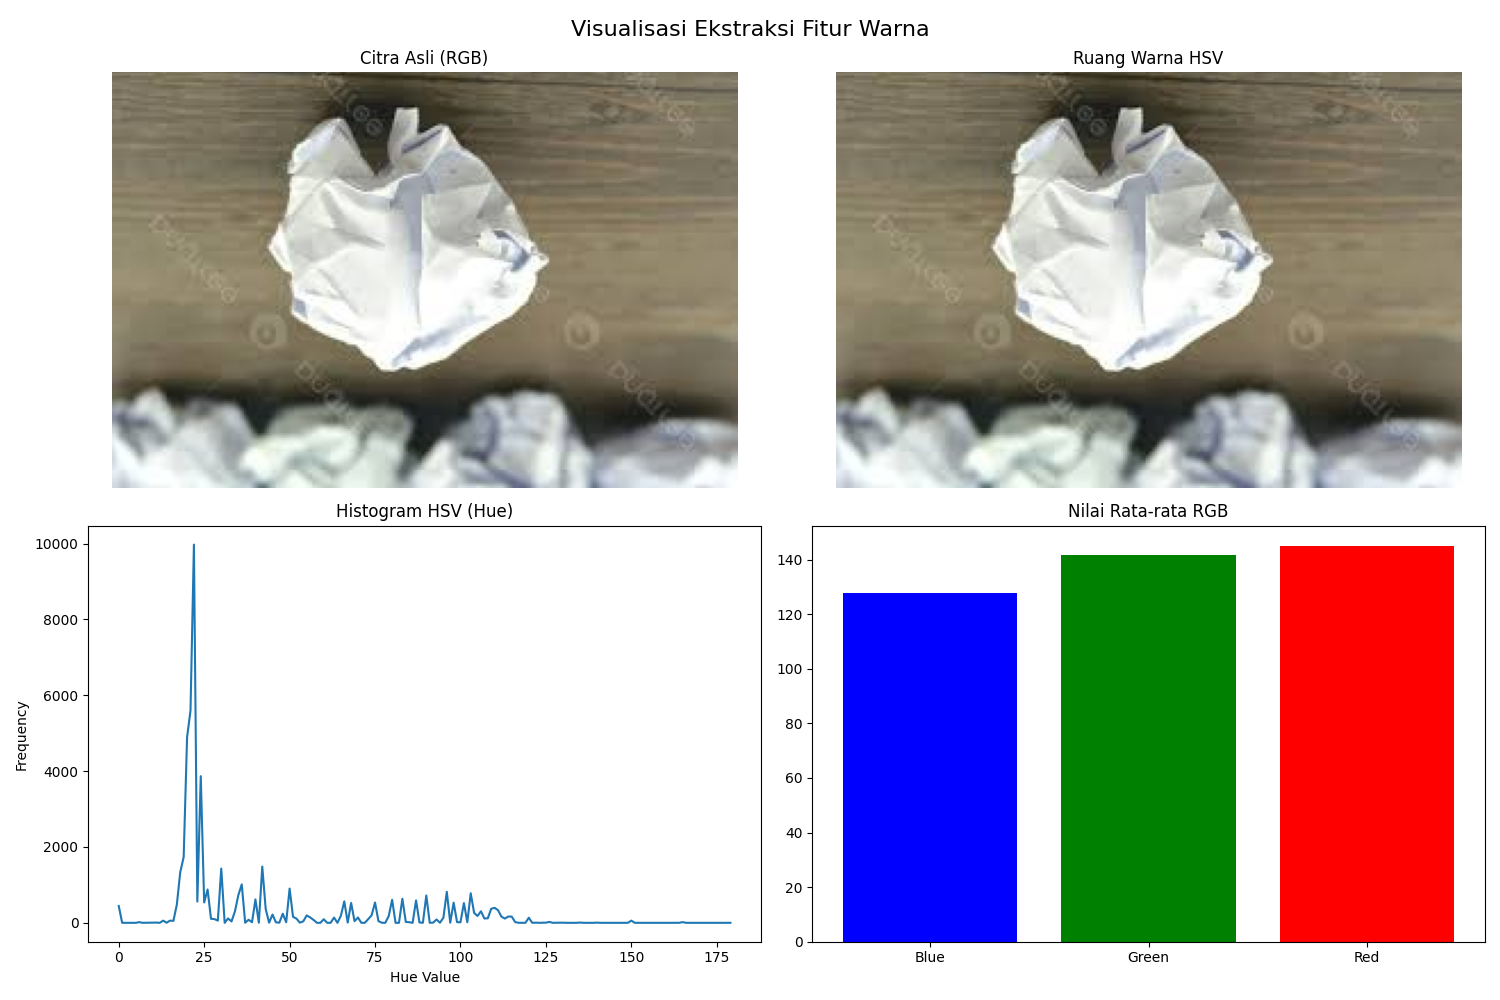 Visualisasi Ekstraksi Fitur Warna
Citra Asli (RGB)
Ruang Warna HSV
Histogram HSV (Hue)
10000
8000
6000
4000
2000
0
Frequency
0 25 50 75 100 125 150 175
Hue Value
Nilai Rata-rata RGB
140
120
100
80
60
40
20
0
Blue Green Red